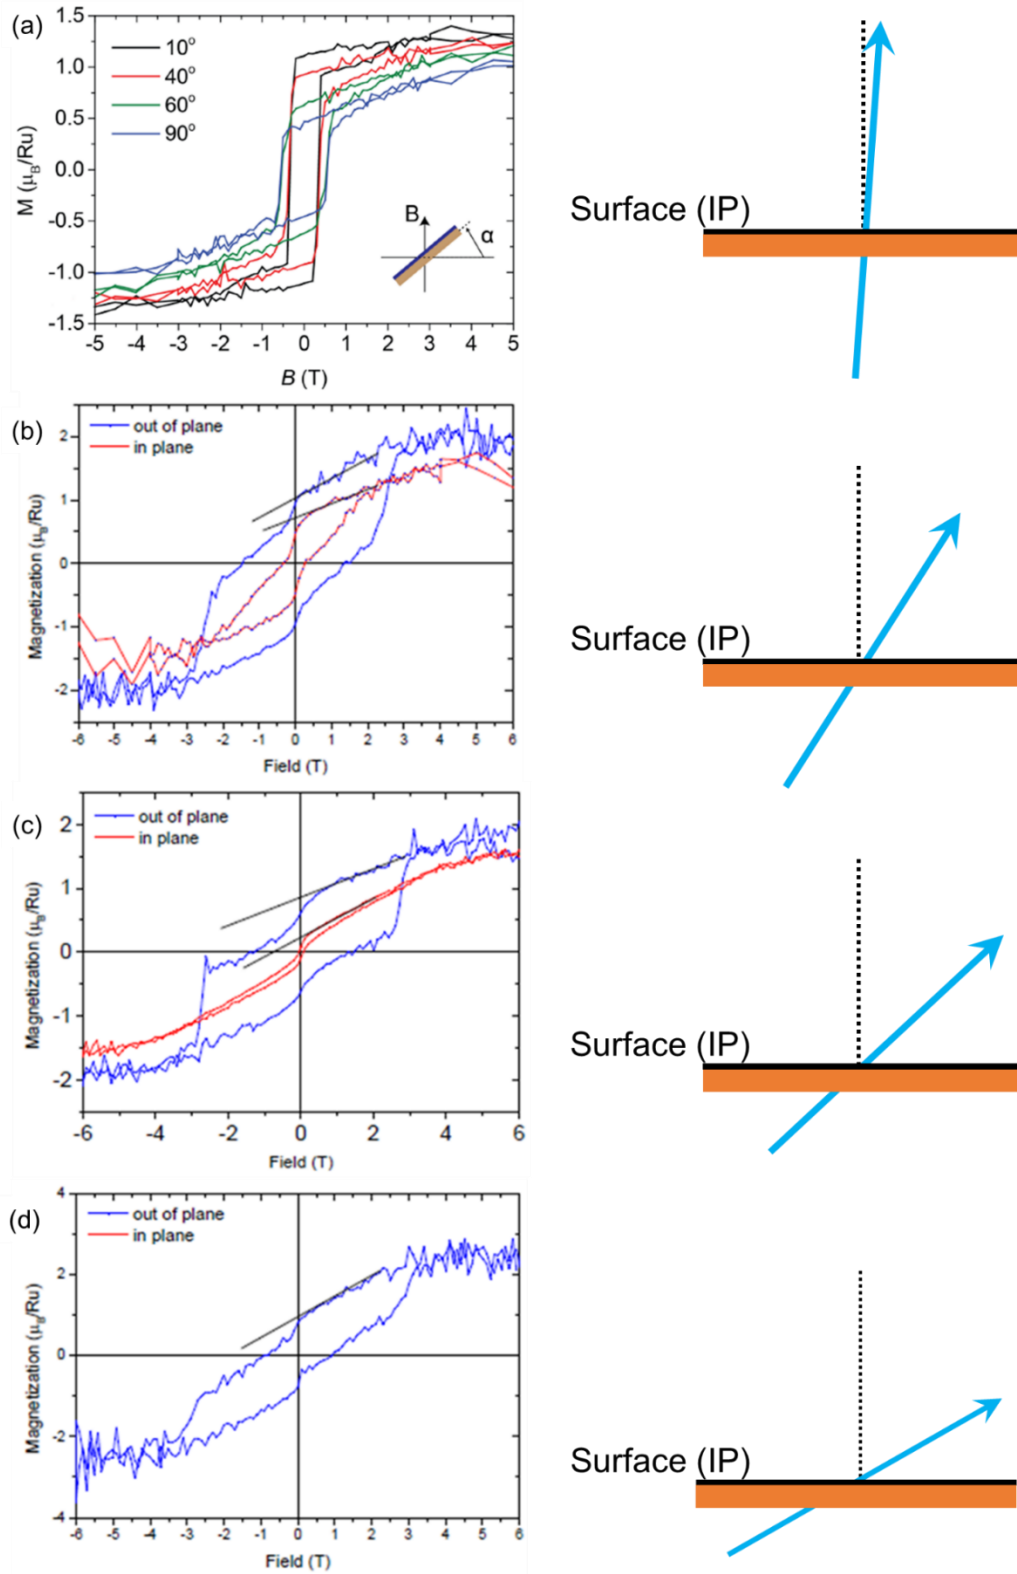 (a)
1.5
1.0
0.5
0.0
-0.5
-1.0
-1.5
M (μB/Ru)
10°
40°
60°
90°
B
α
-5 -4 -3 -2 -1 0 1 2 3 4 5
B (T)
Surface (IP)
(b)
out of plane
in plane
2
1
0
-1
-2
Magnetization (μB/Ru)
-6 -5 -4 -3 -2 -1 0 1 2 3 4 5 6
Field (T)
Surface (IP)
(c)
out of plane
in plane
2
1
0
-1
-2
Magnetization (μB/Ru)
-6 -4 -2 0 2 4 6
Field (T)
Surface (IP)
(d)
out of plane
in plane
4
2
0
-2
-4
Magnetization (μB/Ru)
-6 -5 -4 -3 -2 -1 0 1 2 3 4 5 6
Field (T)
Surface (IP)